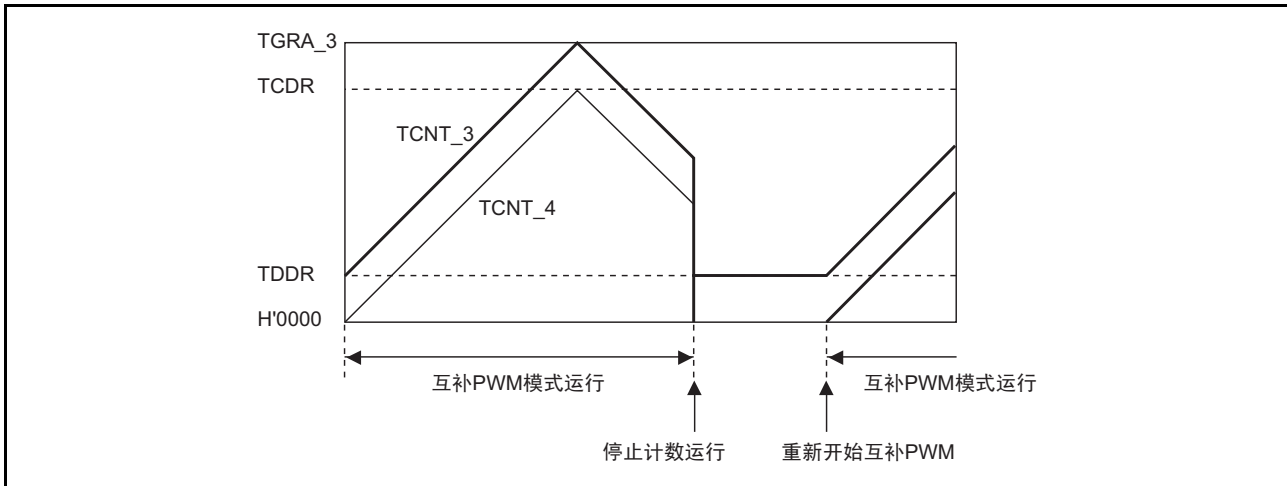 TGRA_3
TCDR
TCNT_3
TCNT_4
TDDR
H'0000
互补PWM模式运行
互补PWM模式运行
停止计数运行
重新开始互补PWM